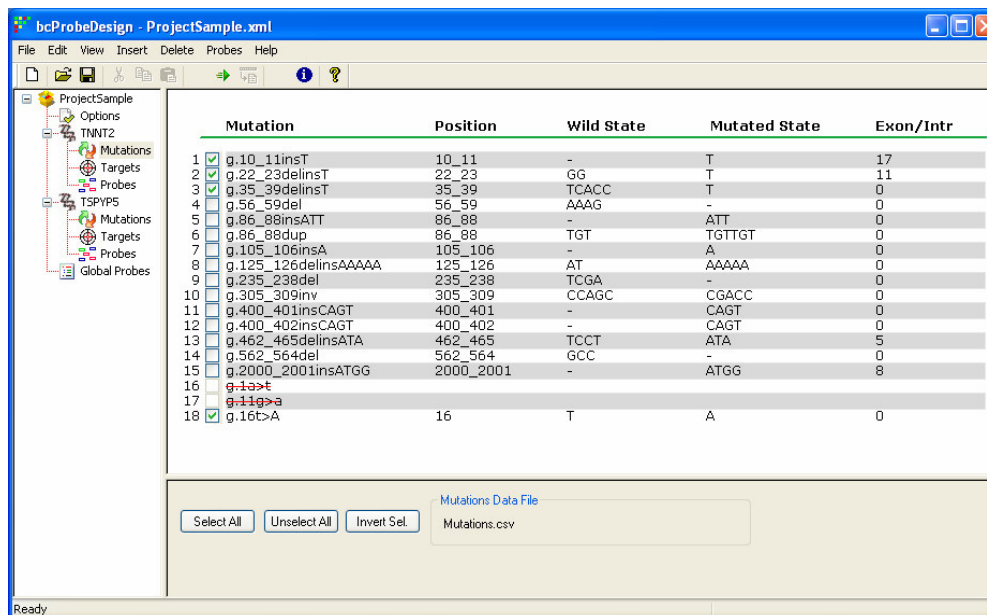 bcProbeDesign - ProjectSample.xml
File Edit View Insert Delete Probes Help
ProjectSample
Options
TNNT2
Mutations
Targets
Probes
TSPYP5
Mutations
Targets
Probes
Global Probes
Mutation Position Wild State Mutated State Exon/Intr
1 g.10_11insT 10_11 - T 17
2 g.22_23delinsT 22_23 GG T 11
3 g.35_39delinsT 35_39 TCACC T 0
4 g.56_59del 56_59 AAAG - 0
5 g.86_88insATT 86_88 - ATT 0
6 g.86_88dup 86_88 TGT TGTTGT 0
7 g.105_106insA 105_106 - A 0
8 g.125_126delinsAAAAA 125_126 AT AAAAA 0
9 g.235_238del 235_238 TCGA - 0
10 g.305_309inv 305_309 CCAGC CGACC 0
11 g.400_401insCAGT 400_401 - CAGT 0
12 g.400_402insCAGT 400_402 - CAGT 0
13 g.462_465delinsATA 462_465 TCCT ATA 5
14 g.562_564del 562_564 GCC - 0
15 g.2000_2001insATGG 2000_2001 - ATGG 8
16 g.1a>t
17 g.11g>a
18 g.16t>A 16 T A 0
Mutations Data File
Select All Unselect All Invert Sel. Mutations.csv
Ready